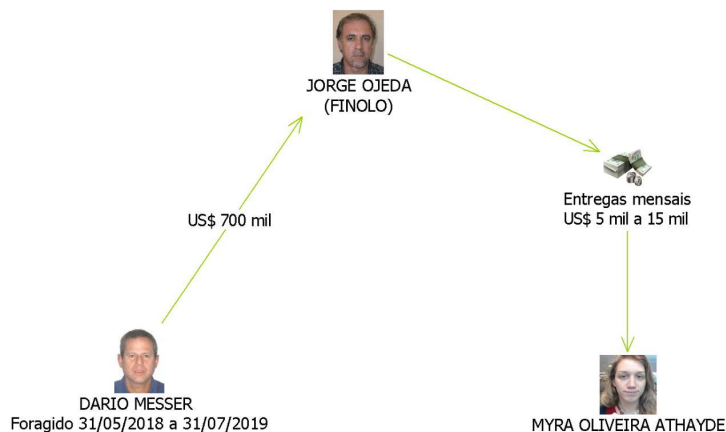 JORGE OJEDA
(FINOLO)
Entregas mensais
US$ 5 mil a 15 mil
US$ 700 mil
DARIO MESSER
Foragido 31/05/2018 a 31/07/2019
MYRA OLIVEIRA ATHAYDE